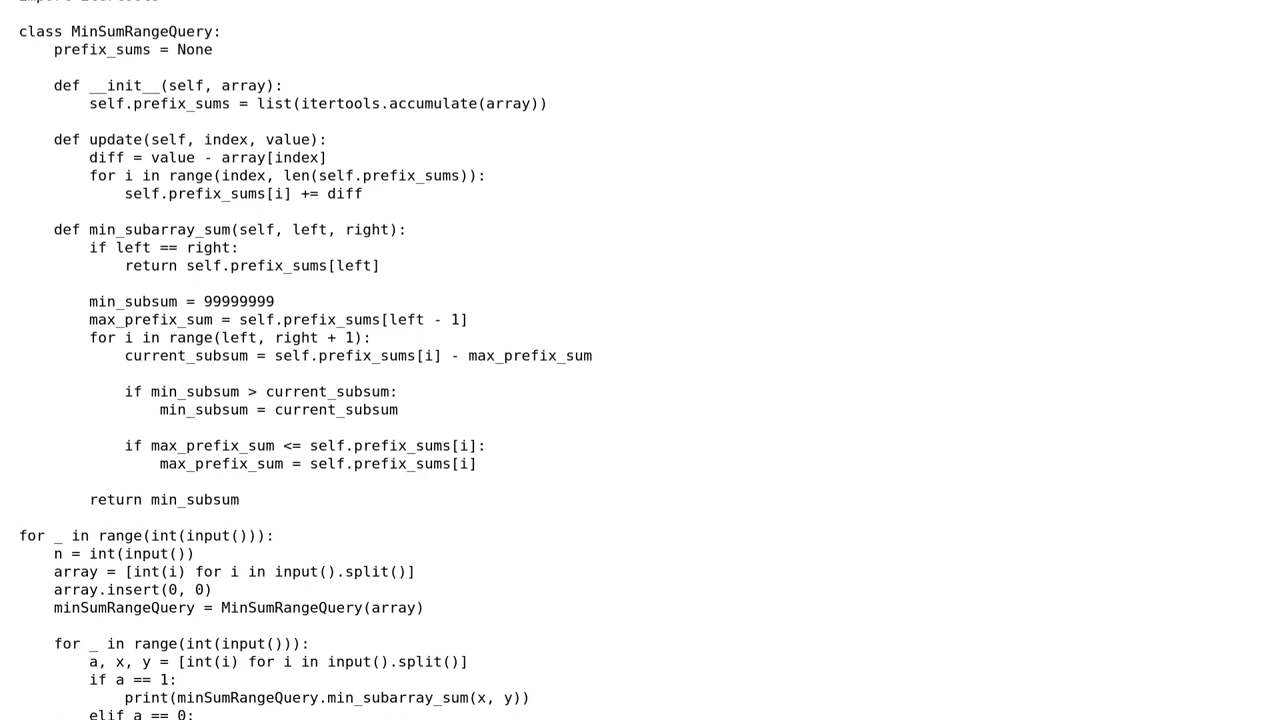 class MinSumRangeQuery:
    prefix_sums = None

    def __init__(self, array):
        self.prefix_sums = list(itertools.accumulate(array))

    def update(self, index, value):
        diff = value - array[index]
        for i in range(index, len(self.prefix_sums)):
            self.prefix_sums[i] += diff

    def min_subarray_sum(self, left, right):
        if left == right:
            return self.prefix_sums[left]

        min_subsum = 99999999
        max_prefix_sum = self.prefix_sums[left - 1]
        for i in range(left, right + 1):
            current_subsum = self.prefix_sums[i] - max_prefix_sum

            if min_subsum > current_subsum:
                min_subsum = current_subsum

            if max_prefix_sum <= self.prefix_sums[i]:
                max_prefix_sum = self.prefix_sums[i]

        return min_subsum

for _ in range(int(input())):
    n = int(input())
    array = [int(i) for i in input().split()]
    array.insert(0, 0)
    minSumRangeQuery = MinSumRangeQuery(array)

    for _ in range(int(input())):
        a, x, y = [int(i) for i in input().split()]
        if a == 1:
            print(minSumRangeQuery.min_subarray_sum(x, y))
        elif a == 0: